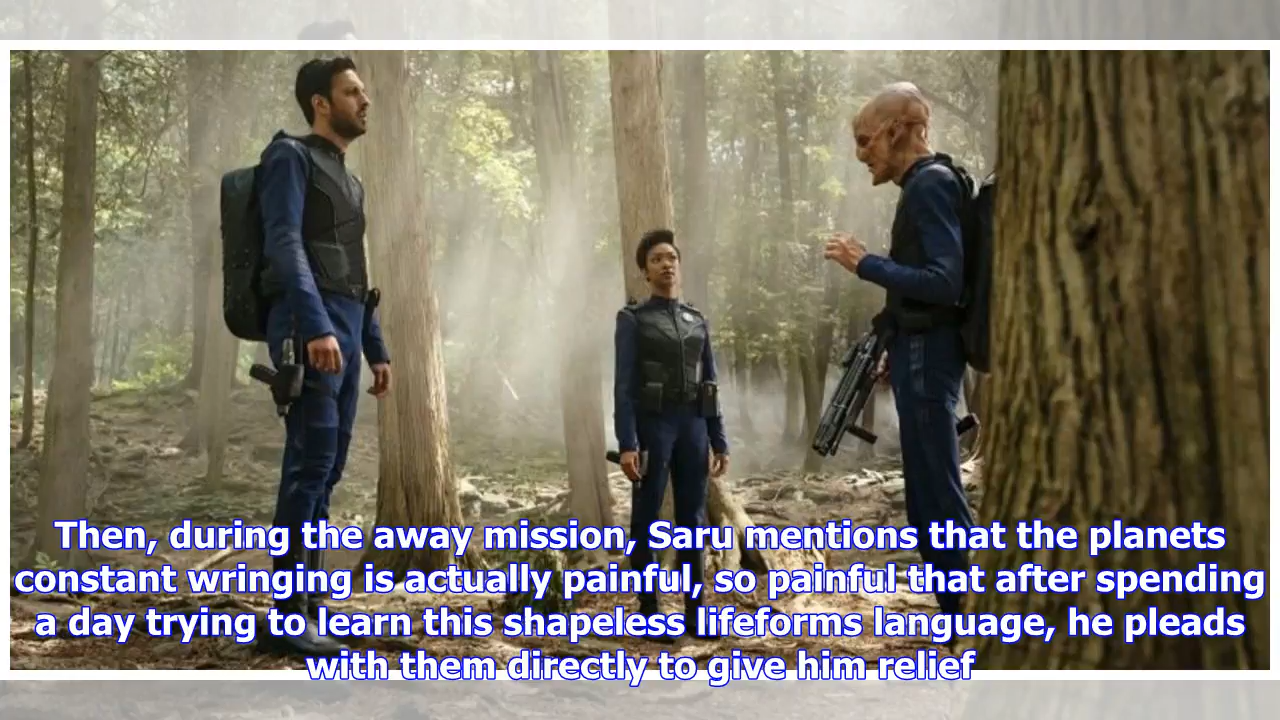 Then, during the away mission, Saru mentions that the planets
constant wringing is actually painful, so painful that after spending
a day trying to learn this shapeless lifeforms language, he pleads
with them directly to give him relief